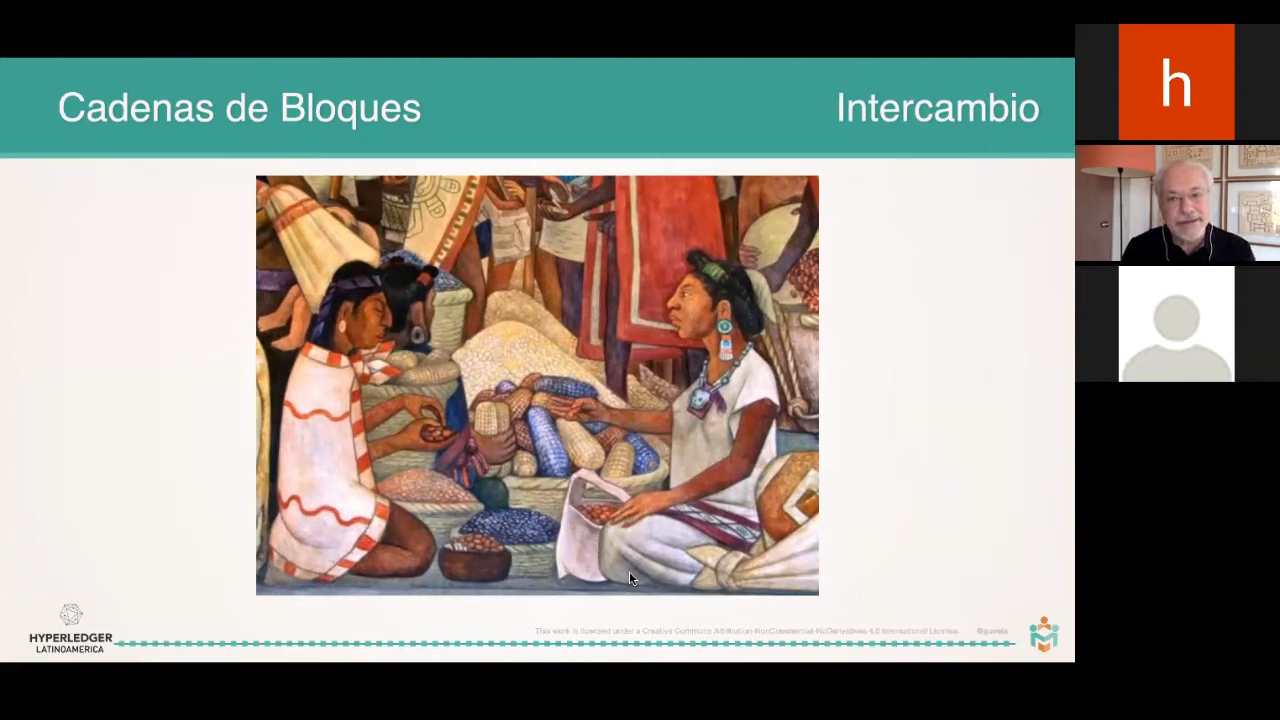 Cadenas de Bloques
Intercambio
h
HYPERLEDGER
LATINOAMERICA
This work is licensed under a Creative Commons Attribution-NonCommercial-NoDerivatives 4.0 International License.